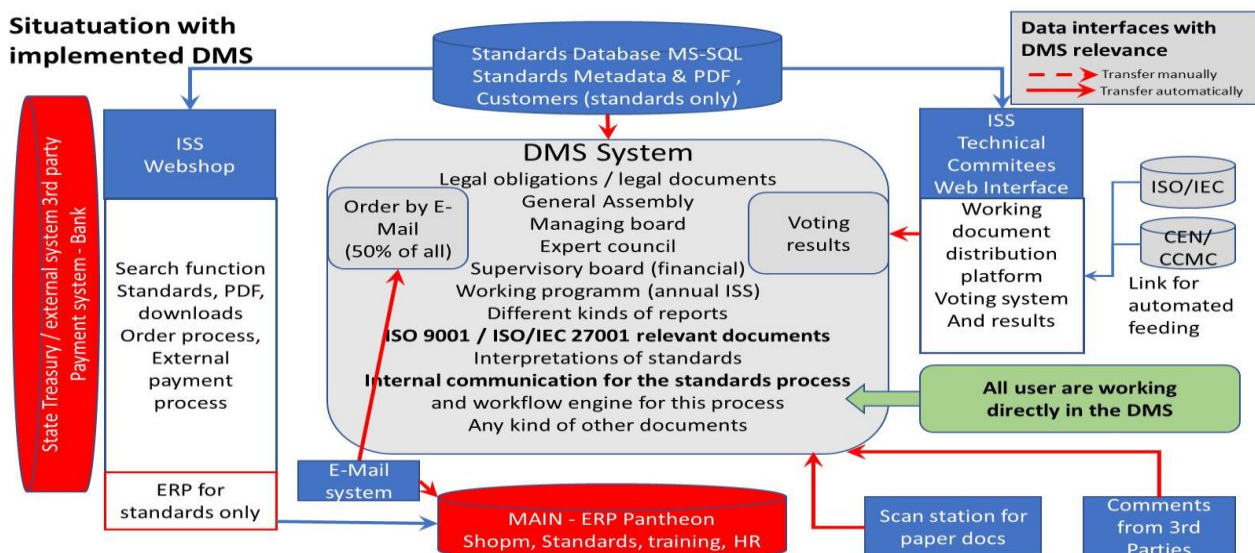 Situatuation with
implemented DMS
Standards Database MS-SQL
Standards Metadata & PDF ,
Customers (standards only)
Data interfaces with
DMS relevance
Transfer manually
Transfer automatically
State Treasury / external system 3rd party
Payment system - Bank
ISS
Webshop
Search function
Standards, PDF,
downloads
Order process,
External
payment
process
ERP for
standards only
DMS System
Legal obligations / legal documents
General Assembly
Managing board
Expert council
Supervisory board (financial)
Working programm (annual ISS)
Different kinds of reports
ISO 9001 / ISO/IEC 27001 relevant documents
Interpretations of standards
Internal communication for the standards process
and workflow engine for this process
Any kind of other documents
Order by E-
Mail
(50% of all)
Voting
results
ISS
Technical
Commitees
Web Interface
Working
document
distribution
platform
Voting system
And results
ISO/IEC
CEN/
CCMC
Link for
automated
feeding
All user are working
directly in the DMS
E-Mail
system
MAIN - ERP Pantheon
Shopm, Standards, training, HR
Scan station for
paper docs
Comments
from 3rd
Parties